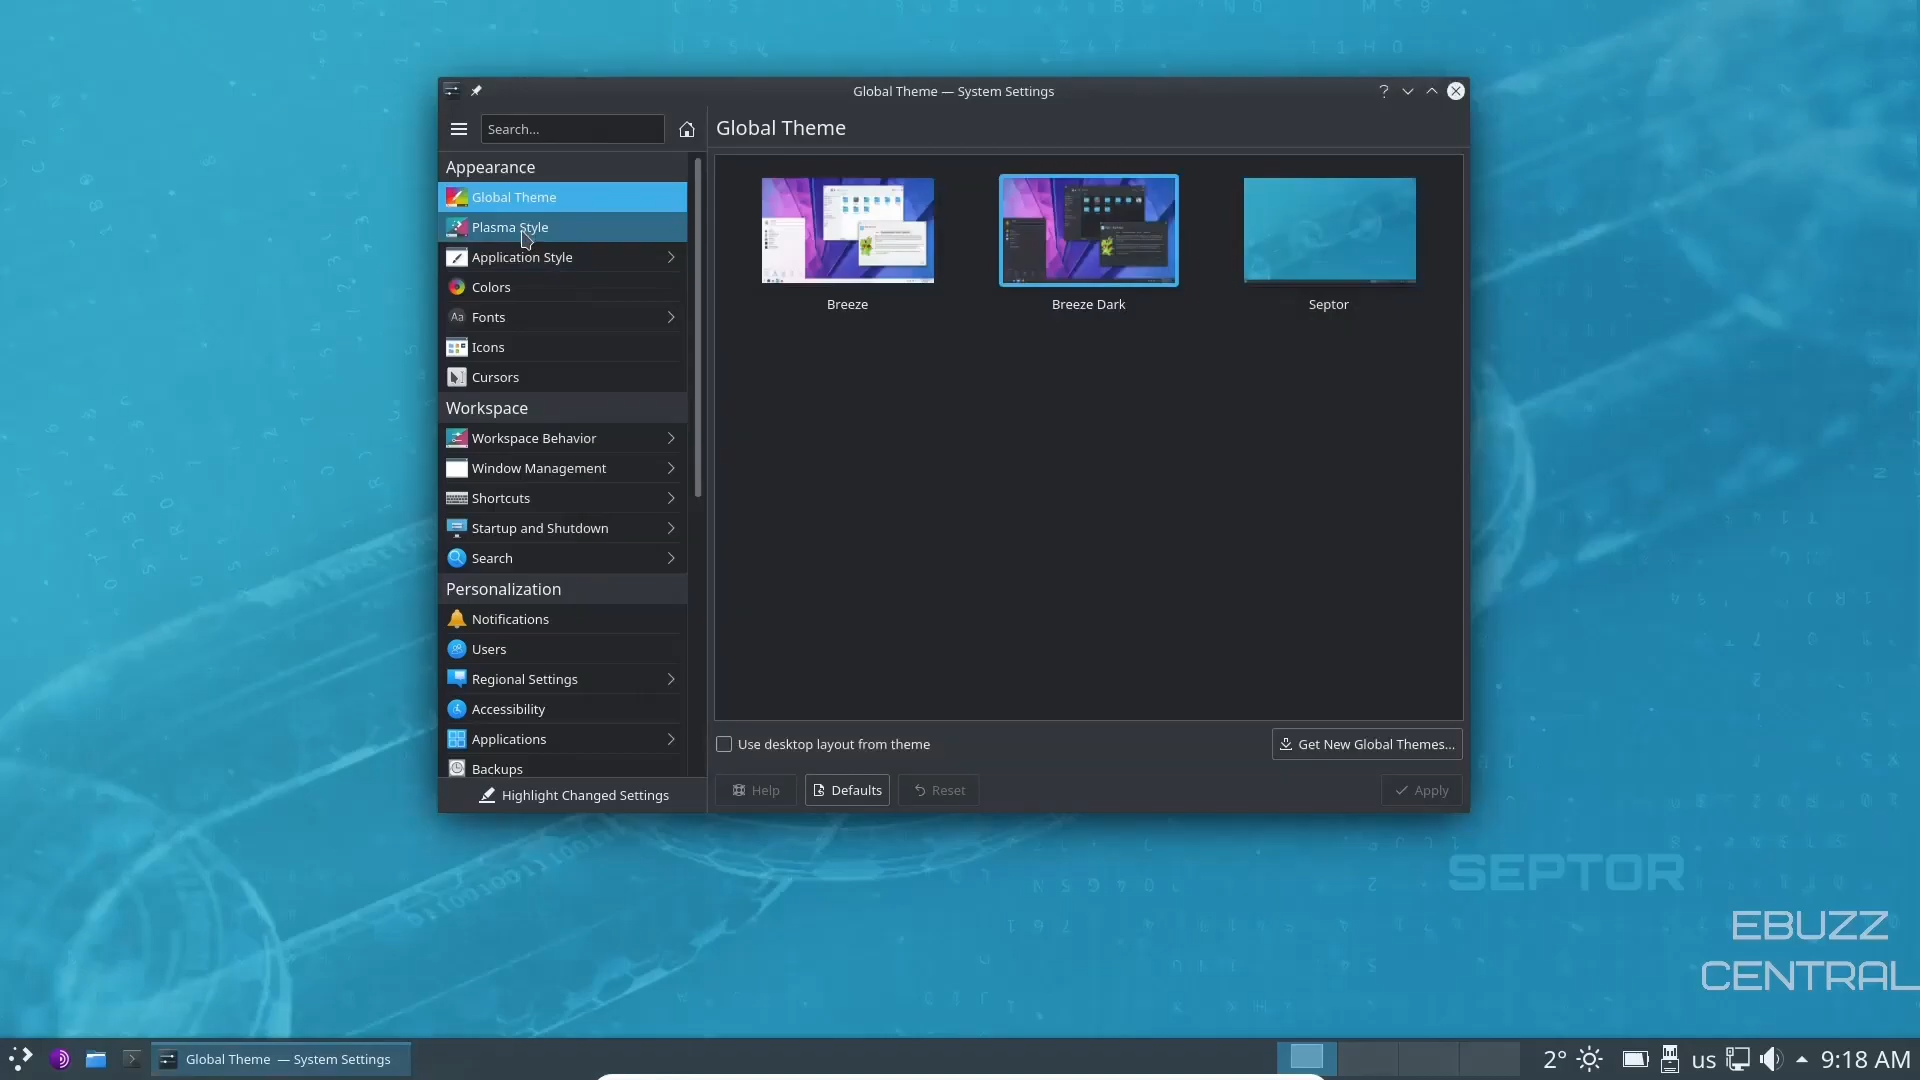 Global Theme — System Settings
Search...
Global Theme
Appearance
Global Theme
Plasma Style
Application Style
Colors
Aa Fonts
Icons
Cursors
Workspace
Workspace Behavior
Window Management
Shortcuts
Startup and Shutdown
Search
Personalization
Notifications
Users
Regional Settings
Accessibility
Applications
Backups
Highlight Changed Settings
Breeze
Breeze Dark
Septor
Use desktop layout from theme
Get New Global Themes...
Help
Defaults
Reset
Apply
SEPTOR
EBUZZ
CENTRAL
Global Theme — System Settings
2°
us
9:18 AM